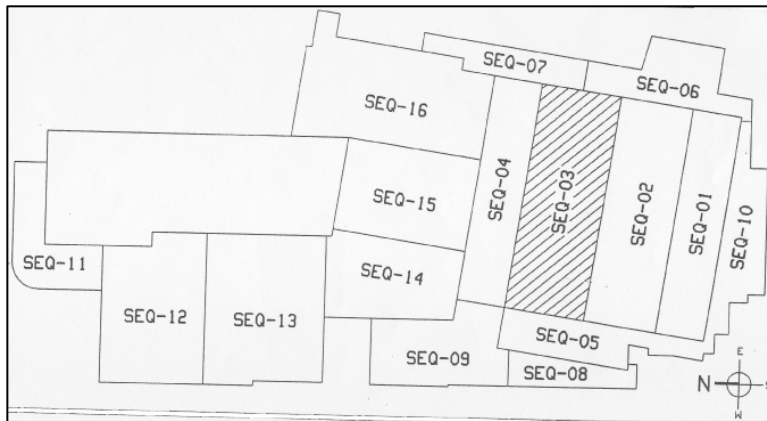 SEQ-07
SEQ-06
SEQ-16
SEQ-04
SEQ-03
SEQ-02
SEQ-01
SEQ-10
SEQ-15
SEQ-11
SEQ-14
SEQ-12
SEQ-13
SEQ-05
SEQ-09
SEQ-08
E
N
S
W